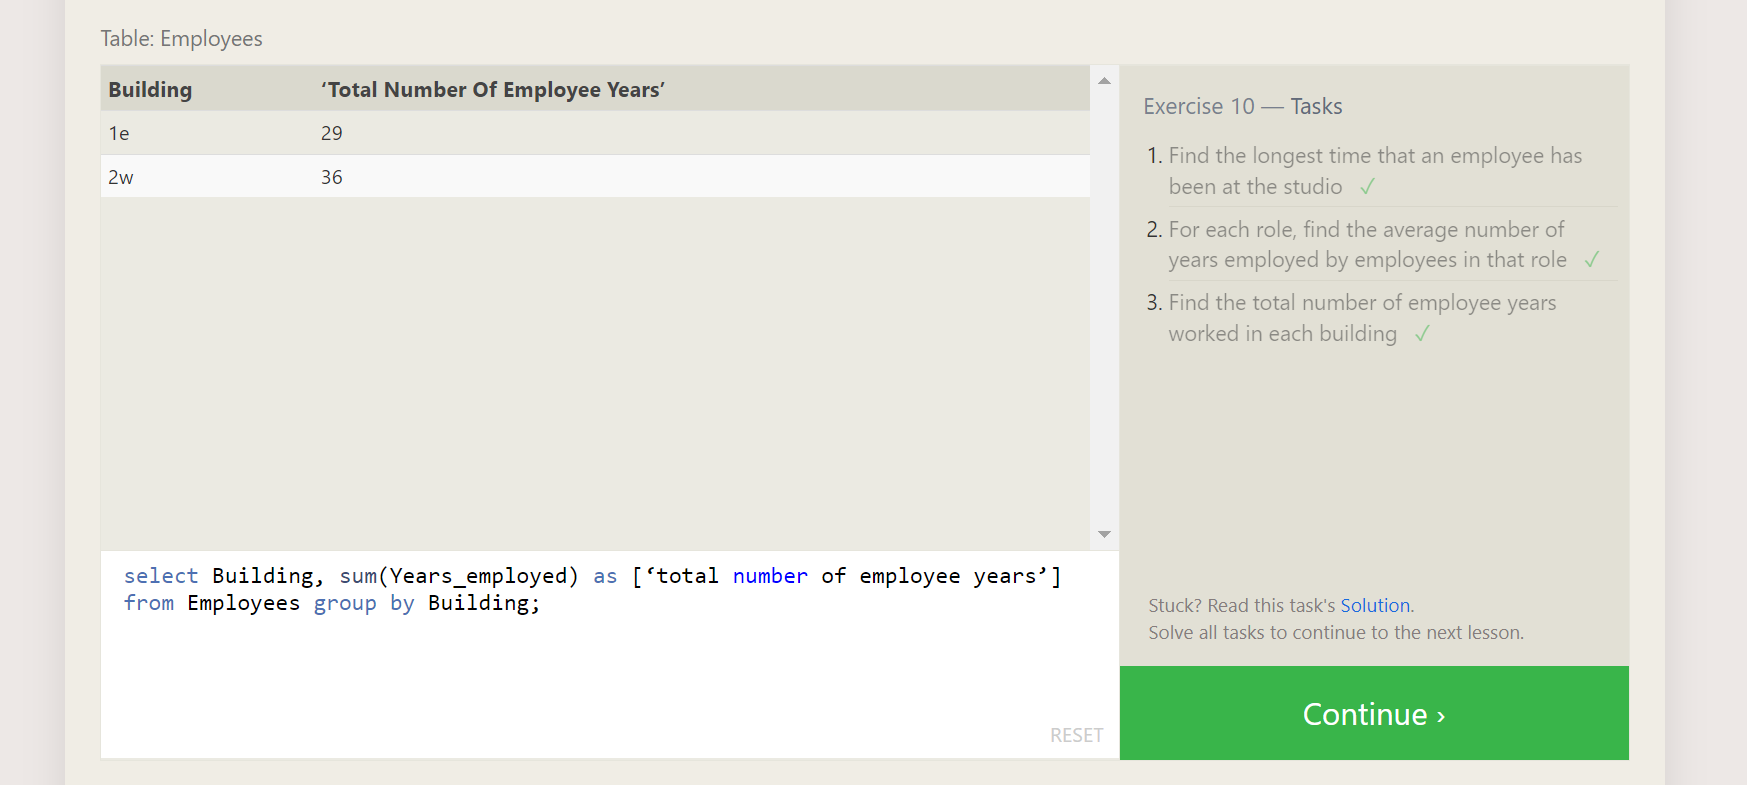 Table: Employees
Building ‘Total Number Of Employee Years’
1e 29
2w 36
select Building, sum(Years_employed) as [‘total number of employee years’]
from Employees group by Building;
RESET
Exercise 10 — Tasks
1. Find the longest time that an employee has
been at the studio ✓
2. For each role, find the average number of
years employed by employees in that role ✓
3. Find the total number of employee years
worked in each building ✓
Stuck? Read this task's Solution.
Solve all tasks to continue to the next lesson.
Continue ›